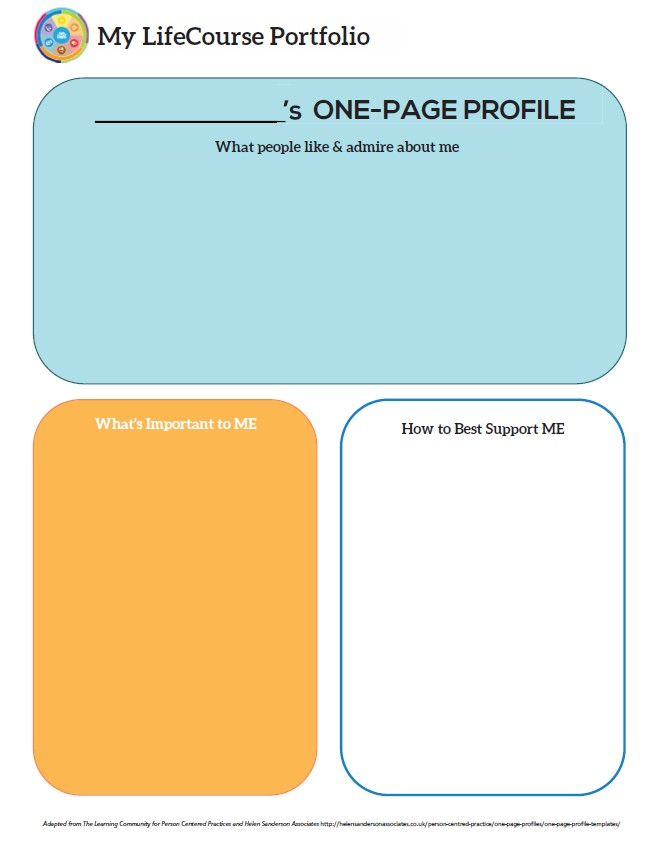 My LifeCourse Portfolio
______________'s ONE-PAGE PROFILE
What people like & admire about me
What's Important to ME
How to Best Support ME
Adapted from The Learning Community for Person Centered Practices and Helen Sanderson Associates http://helensandersonassociates.co.uk/person-centred-practice/one-page-profiles/one-page-profile-templates/